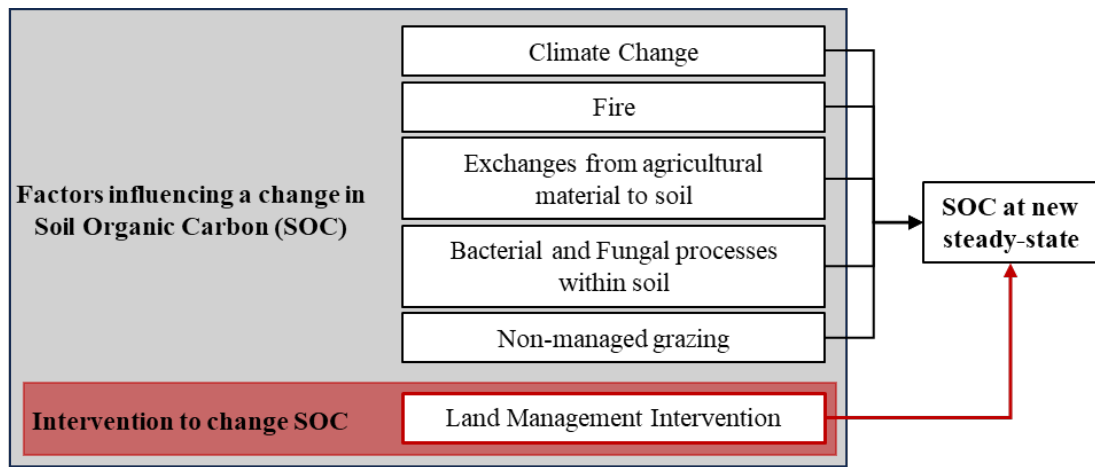 Climate Change
Fire
Exchanges from agricultural
material to soil
Factors influencing a change in
Soil Organic Carbon (SOC)
Bacterial and Fungal processes
within soil
Non-managed grazing
SOC at new
steady-state
Intervention to change SOC
Land Management Intervention